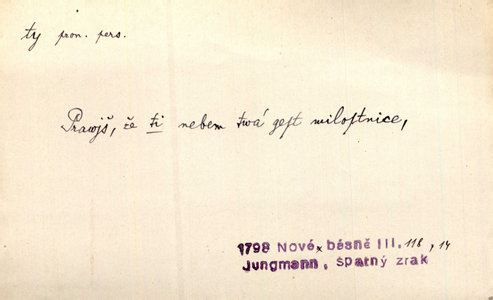 ty pron. pers.
Prawjš, že ti nebem twá geſt miloſtnice,
1798 Nové básně III. 118, 14
Jungmann, Špatný zrak